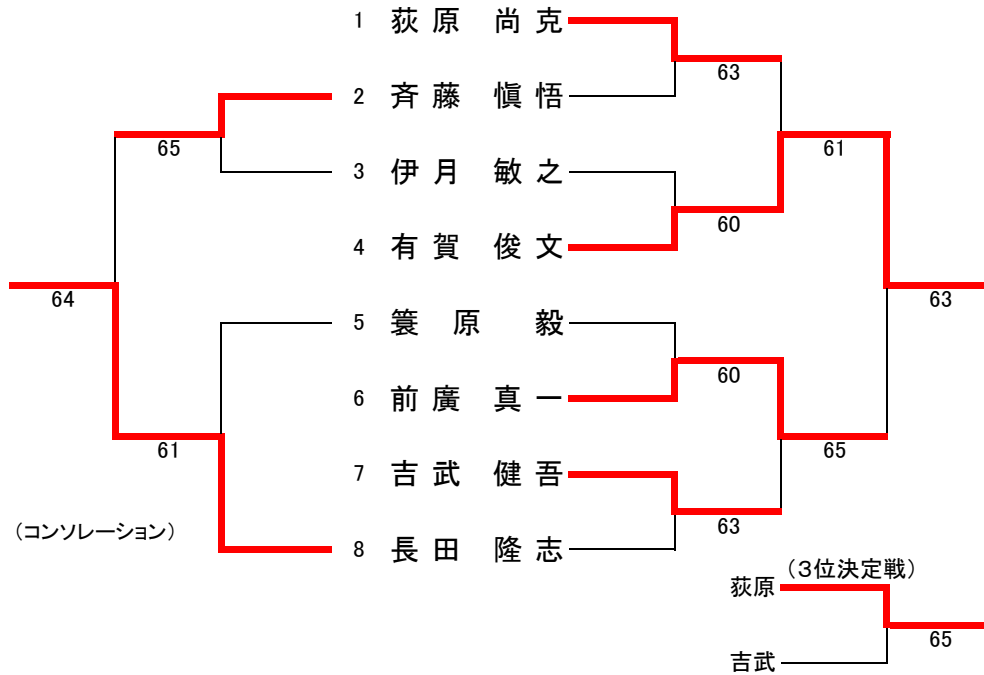 1 荻原 尚克
63
2 斉藤 愼悟
65
61
3 伊月 敏之
60
4 有賀 俊文
64
63
5 簑原 毅
60
6 前廣 真一
61
65
7 吉武 健吾
63
(コンソレーション)
8 長田 隆志
(3位決定戦)
荻原
65
吉武